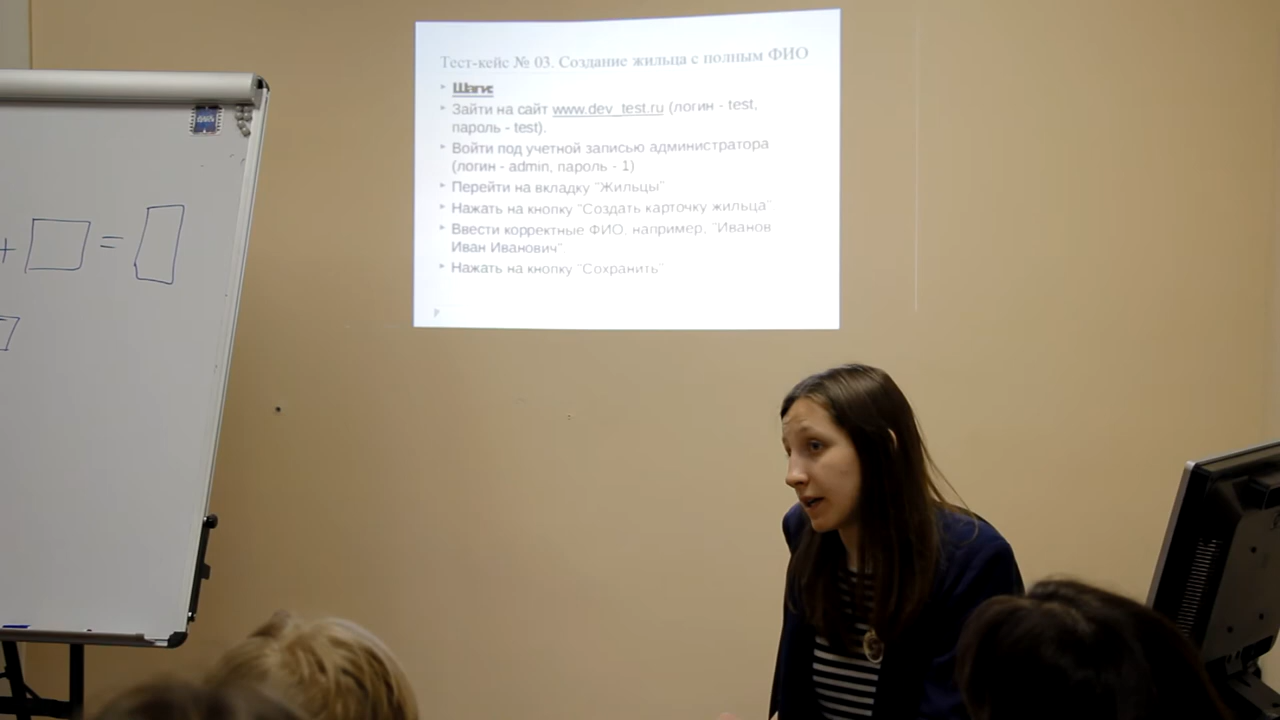 Тест-кейс № 03. Создание жильца с полным ФИО
Шаги:
Зайти на сайт www.dev_test.ru (логин - test,
пароль - test).
Войти под учетной записью администратора
(логин - admin, пароль - 1)
Перейти на вкладку "Жильцы"
Нажать на кнопку "Создать карточку жильца"
Ввести корректные ФИО, например, "Иванов
Иван Иванович"
Нажать на кнопку "Сохранить"
+ =